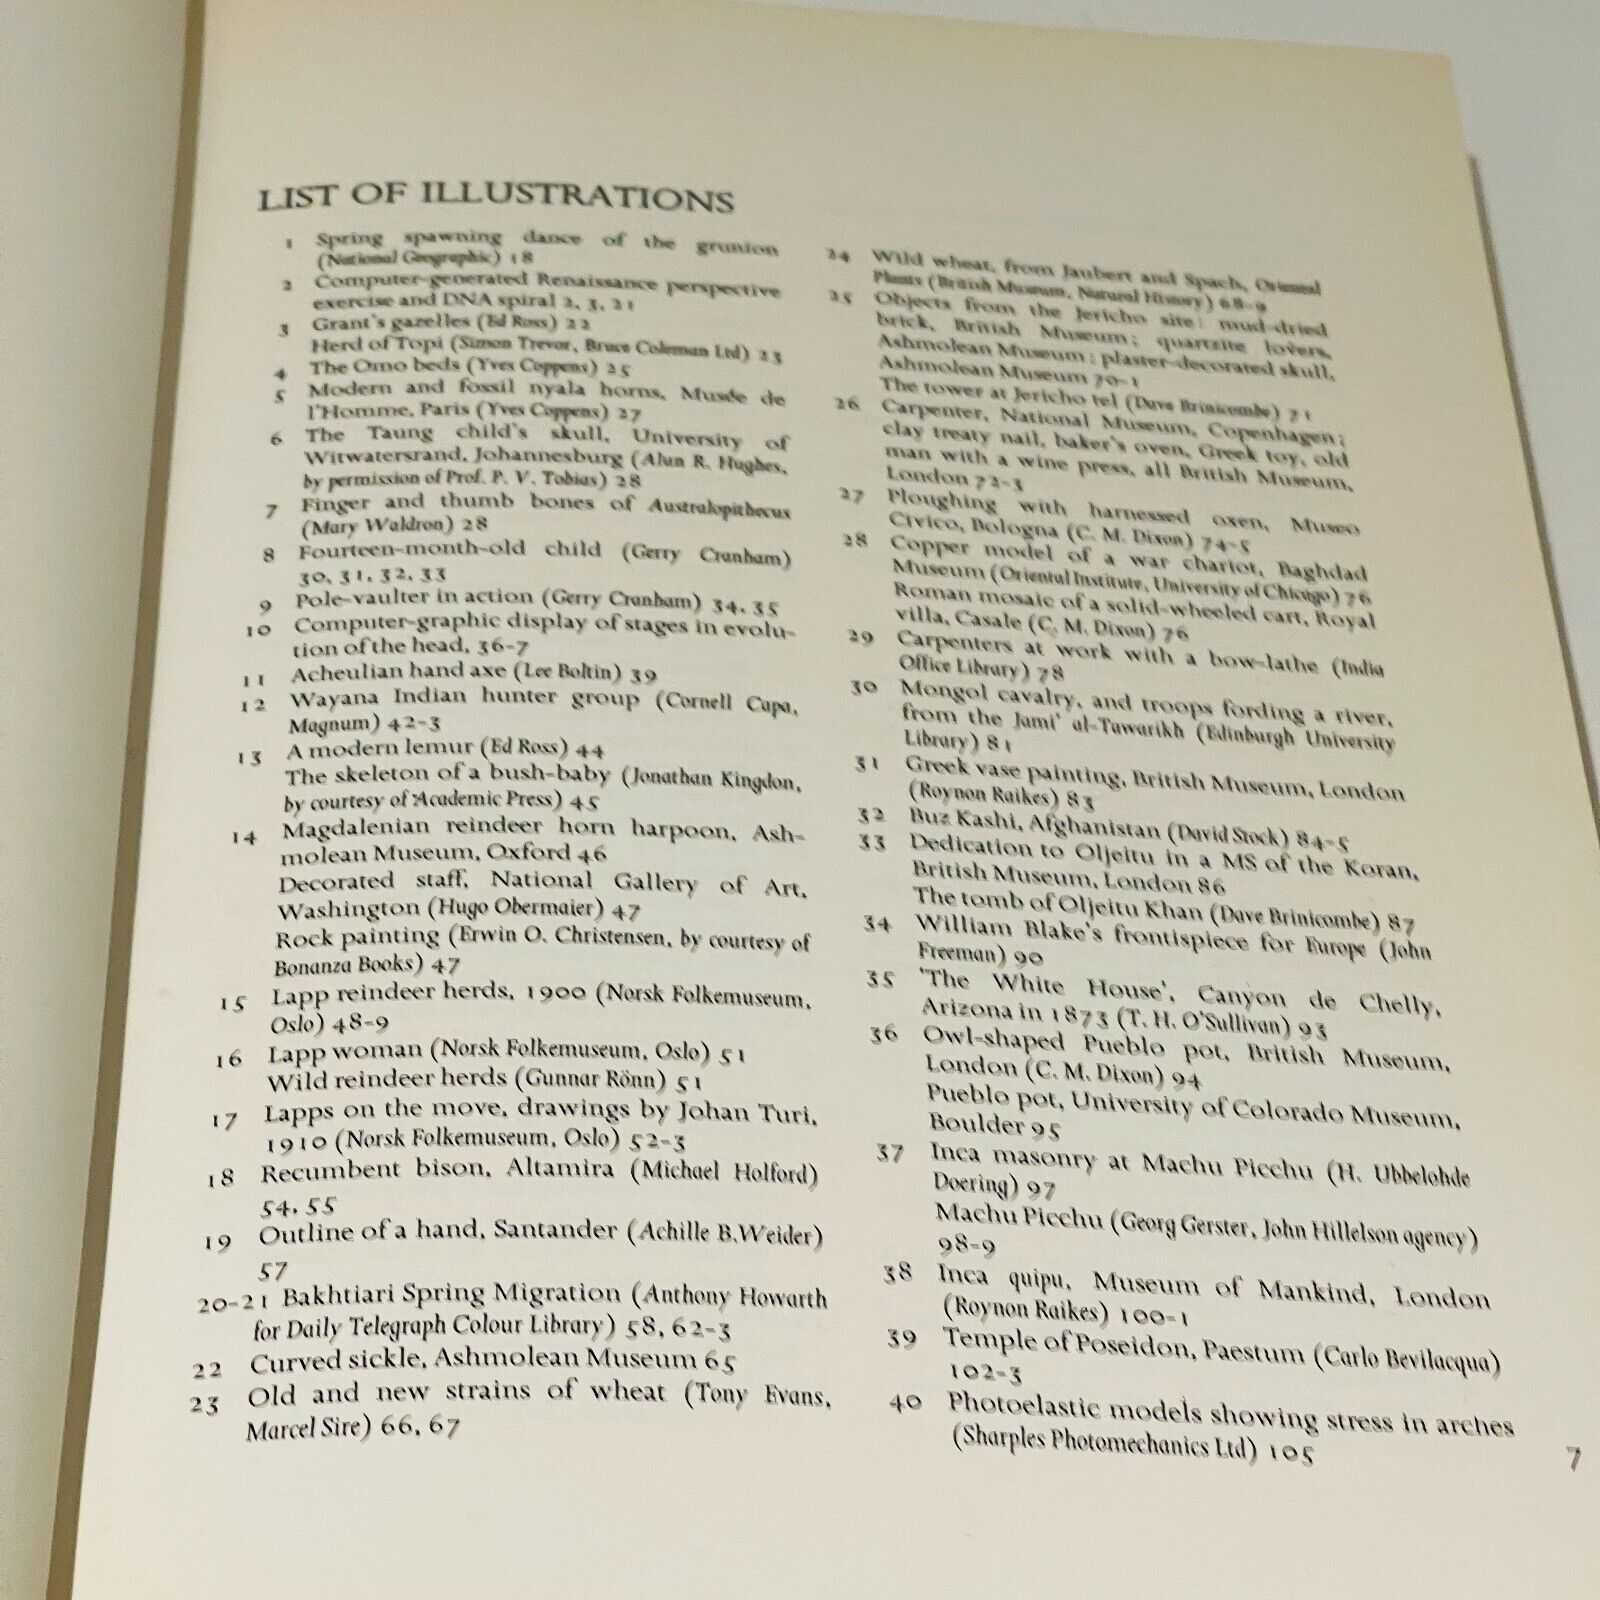 LIST OF ILLUSTRATIONS
1 Spring spawning dance of the grunion
(National Geographic) 18
2 Computer-generated Renaissance perspective
exercise and DNA spiral 2, 3, 21
3 Grant's gazelles (Ed Ross) 22
Herd of Topi (Simon Trevor, Bruce Coleman Ltd) 23
4 The Omo beds (Yves Coppens) 25
5 Modern and fossil nyala horns, Musée de
l'Homme, Paris (Yves Coppens) 27
6 The Taung child's skull, University of
Witwatersrand, Johannesburg (Alun R. Hughes,
by permission of Prof. P. V. Tobias) 28
7 Finger and thumb bones of Australopithecus
(Mary Waldron) 28
8 Fourteen-month-old child (Gerry Cranham)
30, 31, 32, 33
9 Pole-vaulter in action (Gerry Cranham) 34, 35
10 Computer-graphic display of stages in evolu-
tion of the head, 36-7
11 Acheulian hand axe (Lee Boltin) 39
12 Wayana Indian hunter group (Cornell Capa,
Magnum) 42-3
13 A modern lemur (Ed Ross) 44
The skeleton of a bush-baby (Jonathan Kingdon,
by courtesy of Academic Press) 45
14 Magdalenian reindeer horn harpoon, Ash-
molean Museum, Oxford 46
Decorated staff, National Gallery of Art,
Washington (Hugo Obermaier) 47
Rock painting (Erwin O. Christensen, by courtesy of
Bonanza Books) 47
15 Lapp reindeer herds, 1900 (Norsk Folkemuseum,
Oslo) 48-9
16 Lapp woman (Norsk Folkemuseum, Oslo) 51
Wild reindeer herds (Gunnar Rönn) 51
17 Lapps on the move, drawings by Johan Turi,
1910 (Norsk Folkemuseum, Oslo) 52-3
18 Recumbent bison, Altamira (Michael Holford)
54, 55
19 Outline of a hand, Santander (Achille B.Weider)
57
20-21 Bakhtiari Spring Migration (Anthony Howarth
for Daily Telegraph Colour Library) 58, 62-3
22 Curved sickle, Ashmolean Museum 65
23 Old and new strains of wheat (Tony Evans,
Marcel Sire) 66, 67
24 Wild wheat, from Jaubert and Spach, Oriental
Plants (British Museum, Natural History) 68-9
25 Objects from the Jericho site: mud-dried
brick, British Museum; quartzite lovers,
Ashmolean Museum; plaster-decorated skull,
Ashmolean Museum 70-1
The tower at Jericho tel (Dave Brinicombe) 71
26 Carpenter, National Museum, Copenhagen;
clay treaty nail, baker's oven, Greek toy, old
man with a wine press, all British Museum,
London 72-3
27 Ploughing with harnessed oxen, Museo
Civico, Bologna (C. M. Dixon) 74-5
28 Copper model of a war chariot, Baghdad
Museum (Oriental Institute, University of Chicago) 76
Roman mosaic of a solid-wheeled cart, Royal
villa, Casale (C. M. Dixon) 76
29 Carpenters at work with a bow-lathe (India
Office Library) 78
30 Mongol cavalry, and troops fording a river,
from the Jami' al-Tawarikh (Edinburgh University
Library) 81
31 Greek vase painting, British Museum, London
(Roynon Raikes) 83
32 Buz Kashi, Afghanistan (David Stock) 84-5
33 Dedication to Oljeitu in a MS of the Koran,
British Museum, London 86
The tomb of Oljeitu Khan (Dave Brinicombe) 87
34 William Blake's frontispiece for Europe (John
Freeman) 90
35 'The White House', Canyon de Chelly,
Arizona in 1873 (T. H. O'Sullivan) 93
36 Owl-shaped Pueblo pot, British Museum,
London (C. M. Dixon) 94
Pueblo pot, University of Colorado Museum,
Boulder 95
37 Inca masonry at Machu Picchu (H. Ubbelohde
Doering) 97
Machu Picchu (Georg Gerster, John Hillelson agency)
98-9
38 Inca quipu, Museum of Mankind, London
(Roynon Raikes) 100-1
39 Temple of Poseidon, Paestum (Carlo Bevilacqua)
102-3
40 Photoelastic models showing stress in arches
(Sharples Photomechanics Ltd) 105
7